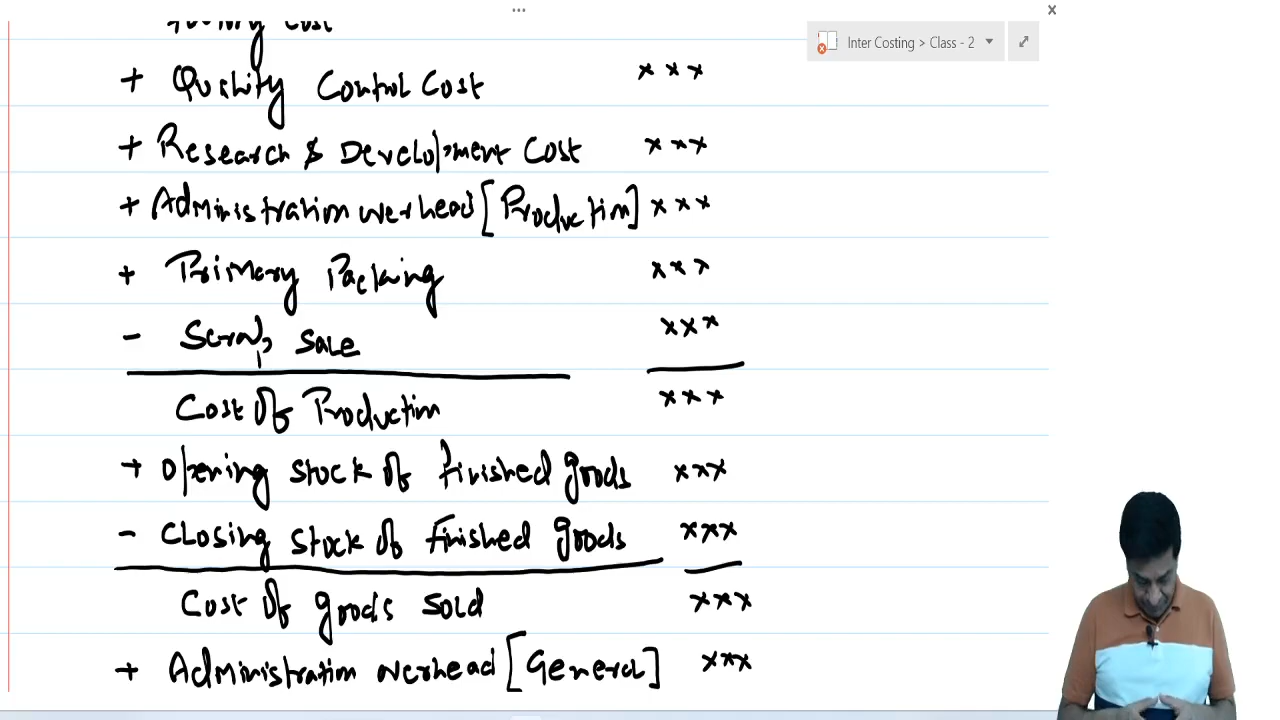 ...
Inter Costing > Class - 2
Factory Cost
+ Quality Control Cost xxx
+ Research & Development Cost xxx
+ Administration overhead [Production] xxx
+ Primary Packing xxx
- Scrap Sale xxx
Cost Of Production xxx
+ Opening stock of finished goods xxx
- Closing stock of finished goods xxx
Cost Of goods sold xxx
+ Administration overhead [General] xxx